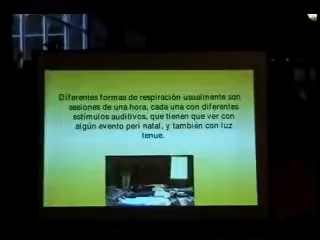 Diferentes formas de respiración usualmente son
sesiones de una hora, cada una con diferentes
estímulos auditivos, que tienen que ver con
algún evento peri natal, y también con luz
tenue.